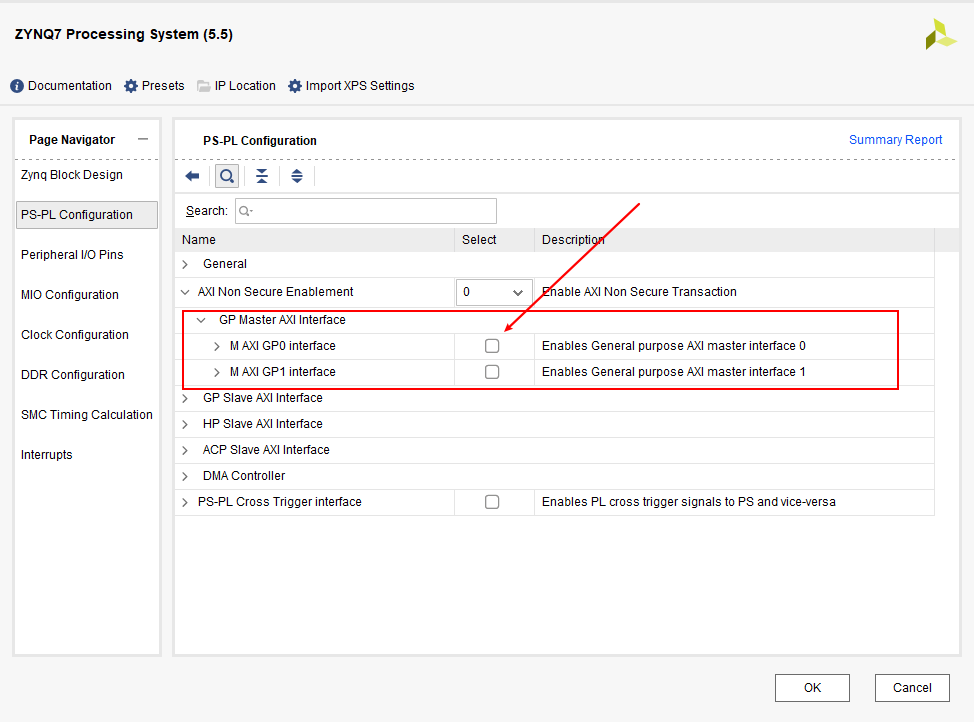 ZYNQ7 Processing System (5.5)
Documentation Presets IP Location Import XPS Settings
Page Navigator
Zynq Block Design
PS-PL Configuration
Peripheral I/O Pins
MIO Configuration
Clock Configuration
DDR Configuration
SMC Timing Calculation
Interrupts
PS-PL Configuration Summary Report
Search:
Name Select Description
General
AXI Non Secure Enablement 0 Enable AXI Non Secure Transaction
GP Master AXI Interface
M AXI GP0 interface Enables General purpose AXI master interface 0
M AXI GP1 interface Enables General purpose AXI master interface 1
GP Slave AXI Interface
HP Slave AXI Interface
ACP Slave AXI Interface
DMA Controller
PS-PL Cross Trigger interface Enables PL cross trigger signals to PS and vice-versa
OK Cancel